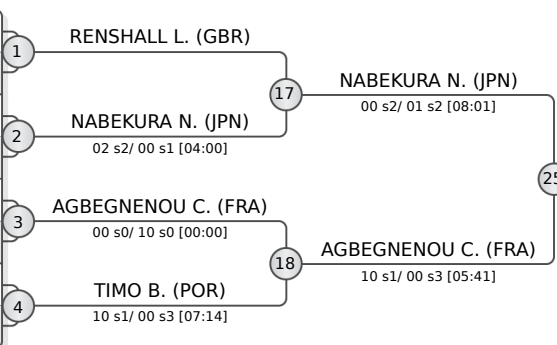 1
RENSHALL L. (GBR)
17
NABEKURA N. (JPN)
00 s2/ 01 s2 [08:01]
2
NABEKURA N. (JPN)
02 s2/ 00 s1 [04:00]
25
3
AGBEGNENOU C. (FRA)
00 s0/ 10 s0 [00:00]
18
AGBEGNENOU C. (FRA)
10 s1/ 00 s3 [05:41]
4
TIMO B. (POR)
10 s1/ 00 s3 [07:14]